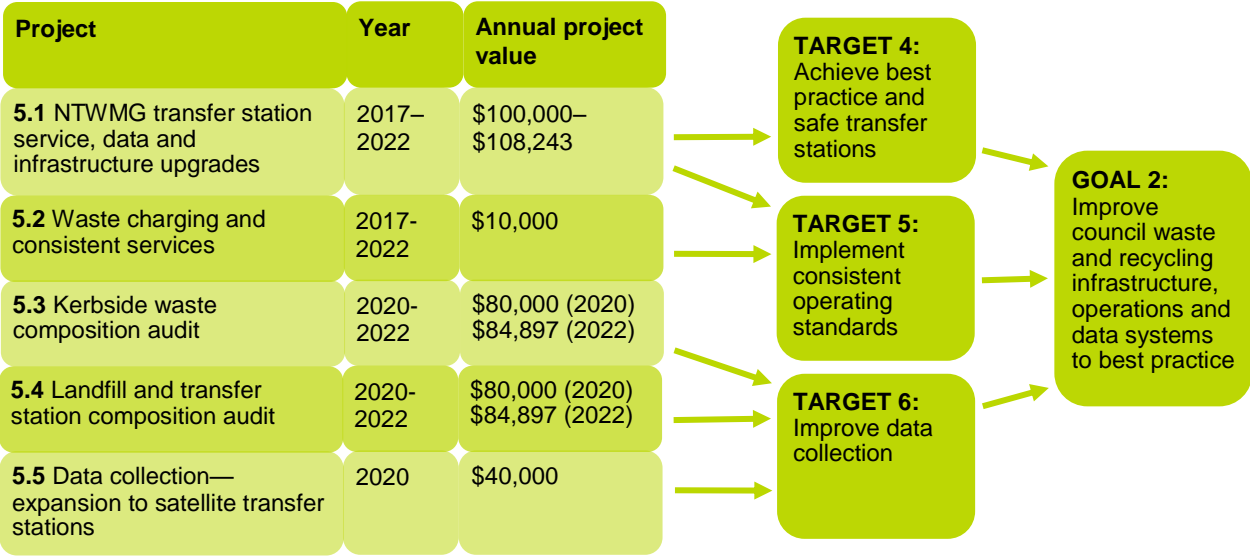 Project
Year
Annual project
value
5.1 NTWMG transfer station
service, data and
infrastructure upgrades
2017–
2022
$100,000–
$108,243
5.2 Waste charging and
consistent services
2017-
2022
$10,000
5.3 Kerbside waste
composition audit
2020-
2022
$80,000 (2020)
$84,897 (2022)
5.4 Landfill and transfer
station composition audit
2020-
2022
$80,000 (2020)
$84,897 (2022)
5.5 Data collection—
expansion to satellite transfer
stations
2020
$40,000
TARGET 4:
Achieve best
practice and
safe transfer
stations
TARGET 5:
Implement
consistent
operating
standards
TARGET 6:
Improve data
collection
GOAL 2:
Improve
council waste
and recycling
infrastructure,
operations and
data systems
to best practice